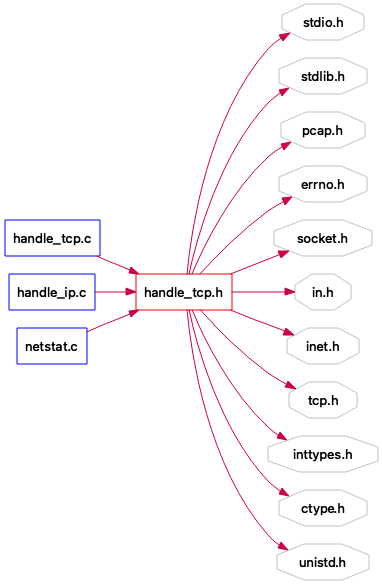 stdio.h
stdlib.h
pcap.h
errno.h
handle_tcp.c
socket.h
handle_ip.c
handle_tcp.h
in.h
netstat.c
inet.h
tcp.h
inttypes.h
ctype.h
unistd.h